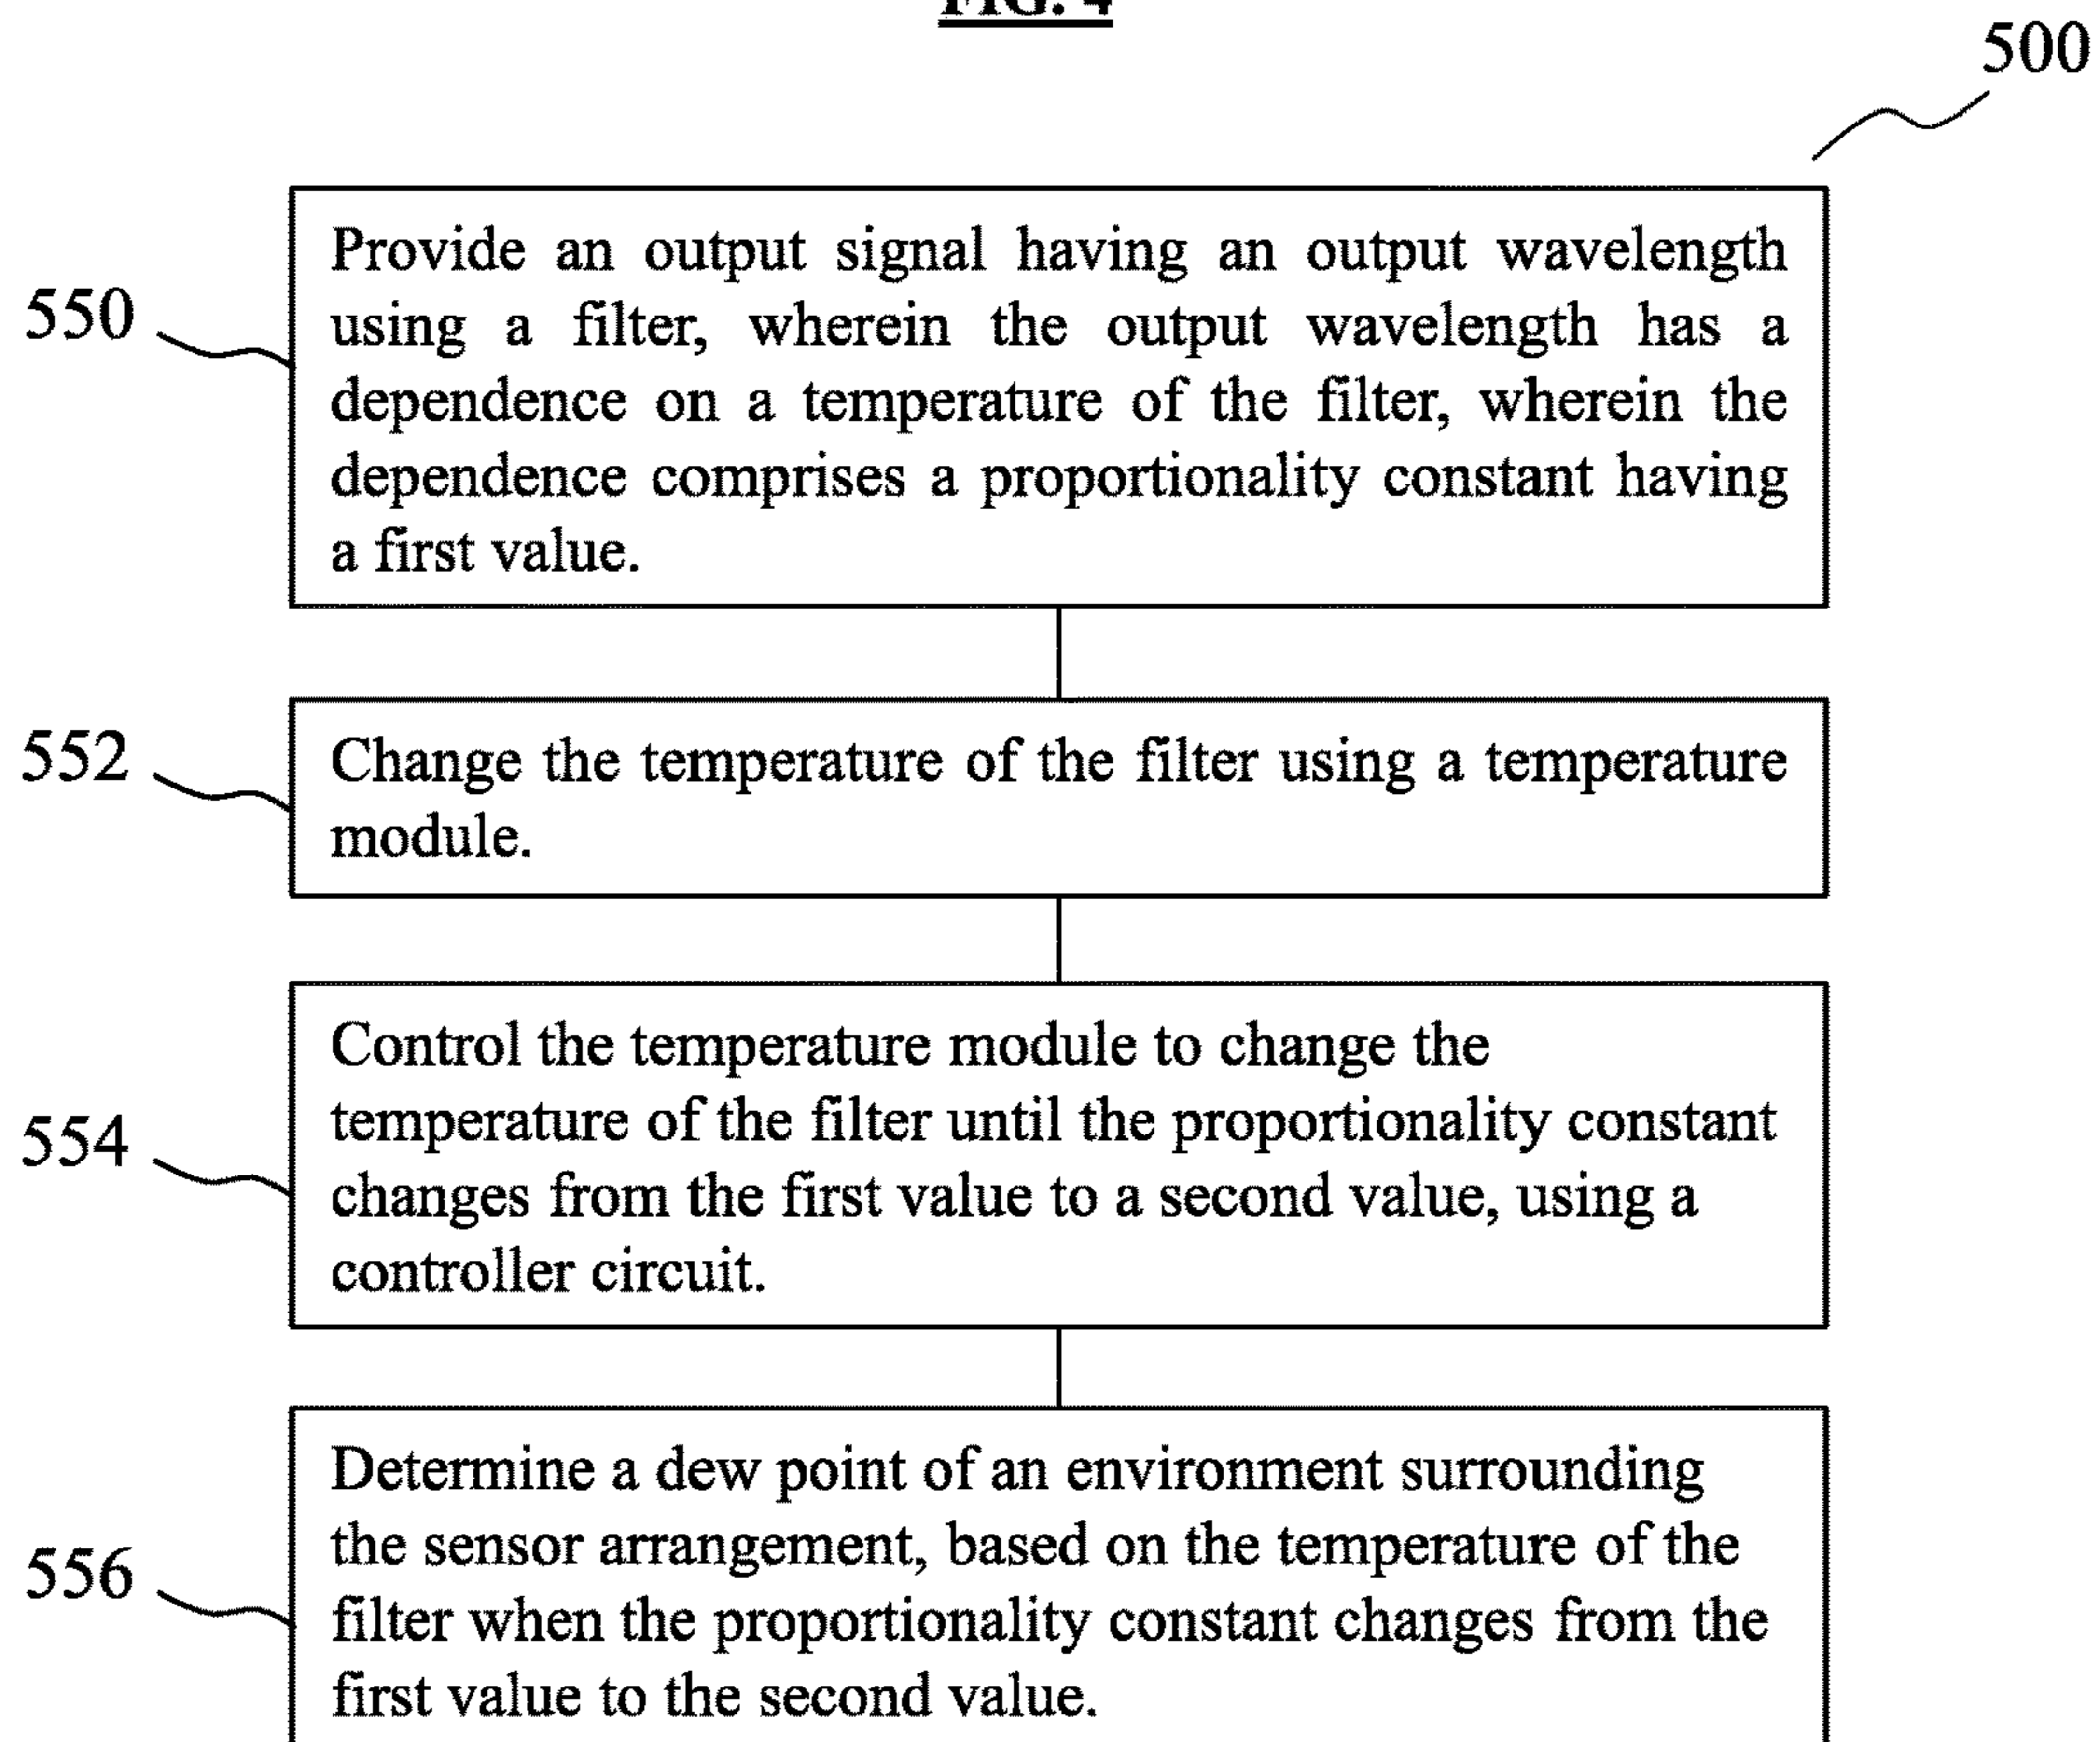 FIG. 4
500
550
Provide an output signal having an output wavelength
using a filter, wherein the output wavelength has a
dependence on a temperature of the filter, wherein the
dependence comprises a proportionality constant having
a first value.
552
Change the temperature of the filter using a temperature
module.
554
Control the temperature module to change the
temperature of the filter until the proportionality constant
changes from the first value to a second value, using a
controller circuit.
556
Determine a dew point of an environment surrounding
the sensor arrangement, based on the temperature of the
filter when the proportionality constant changes from the
first value to the second value.